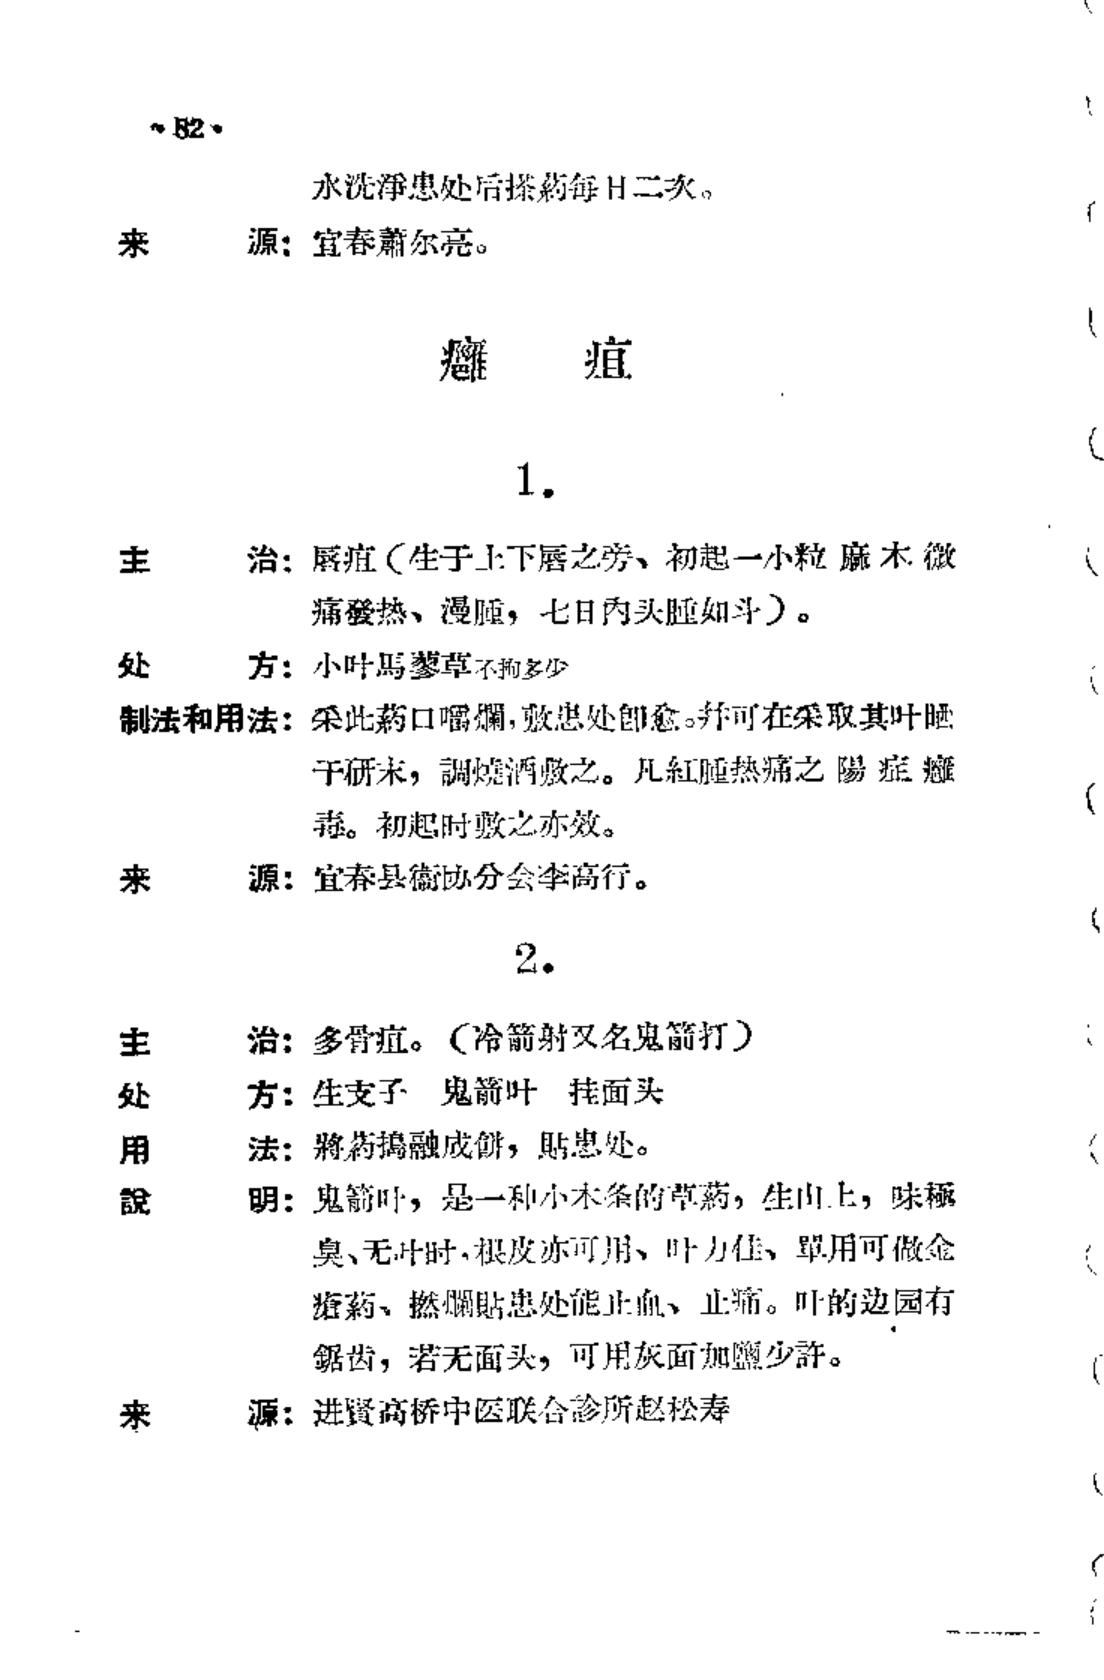 ·82·
水洗淨患处后搽葯每日二次。
来源：宜春蕭尔亮。
癰疽
1.
主治：唇疽（生于上下唇之旁、初起一小粒麻木微
痛發热、漫腫，七日內头腫如斗）。
处方：小叶馬蓼草不拘多少
制法和用法：采此葯口嚼爛，敷患处卽愈。幷可在采取其叶晒
干研末，調燒酒敷之。凡紅腫热痛之陽症癰
毒。初起时敷之亦效。
来源：宜春县衞协分会李高行。
2.
主治：多骨疽。（冷箭射又名鬼箭打）
处方：生支子 鬼箭叶 挂面头
用法：將葯搗融成餅，貼患处。
說明：鬼箭叶，是一种小木条的草葯，生山上，味極
臭、无叶时，根皮亦可用、叶力佳、單用可做金
瘡葯、撚爛貼患处能止血、止痛。叶的边园有
鋸齿，若无面头，可用灰面加鹽少許。
来源：进賢高桥中医联合診所赵松寿